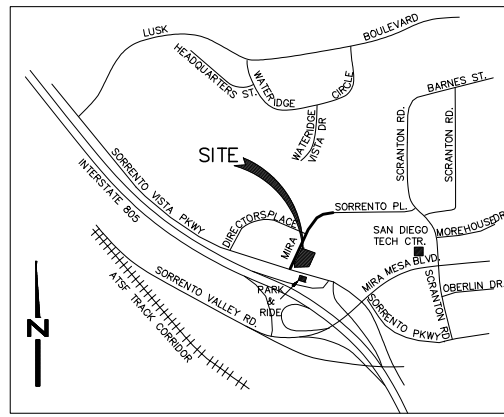 LUSK
BOULEVARD
HEADQUARTERS ST.
WATERIDGE
CIRCLE
WATERIDGE
VISTA DR
BARNES ST.
SCRANTON RD.
SCRANTON RD.
SITE
SORRENTO VISTA PKWY
INTERSTATE 805
SORRENTO PL.
DIRECTORS PLACE
MIRA
SAN DIEGO
TECH CTR.
MOREHOUSE DR.
MIRA MESA BLVD.
SORRENTO VALLEY RD.
PARK
&
RIDE
SORRENTO PKWY
SCRANTON RD
OBERLIN DR.
ATSF TRACK CORRIDOR
N